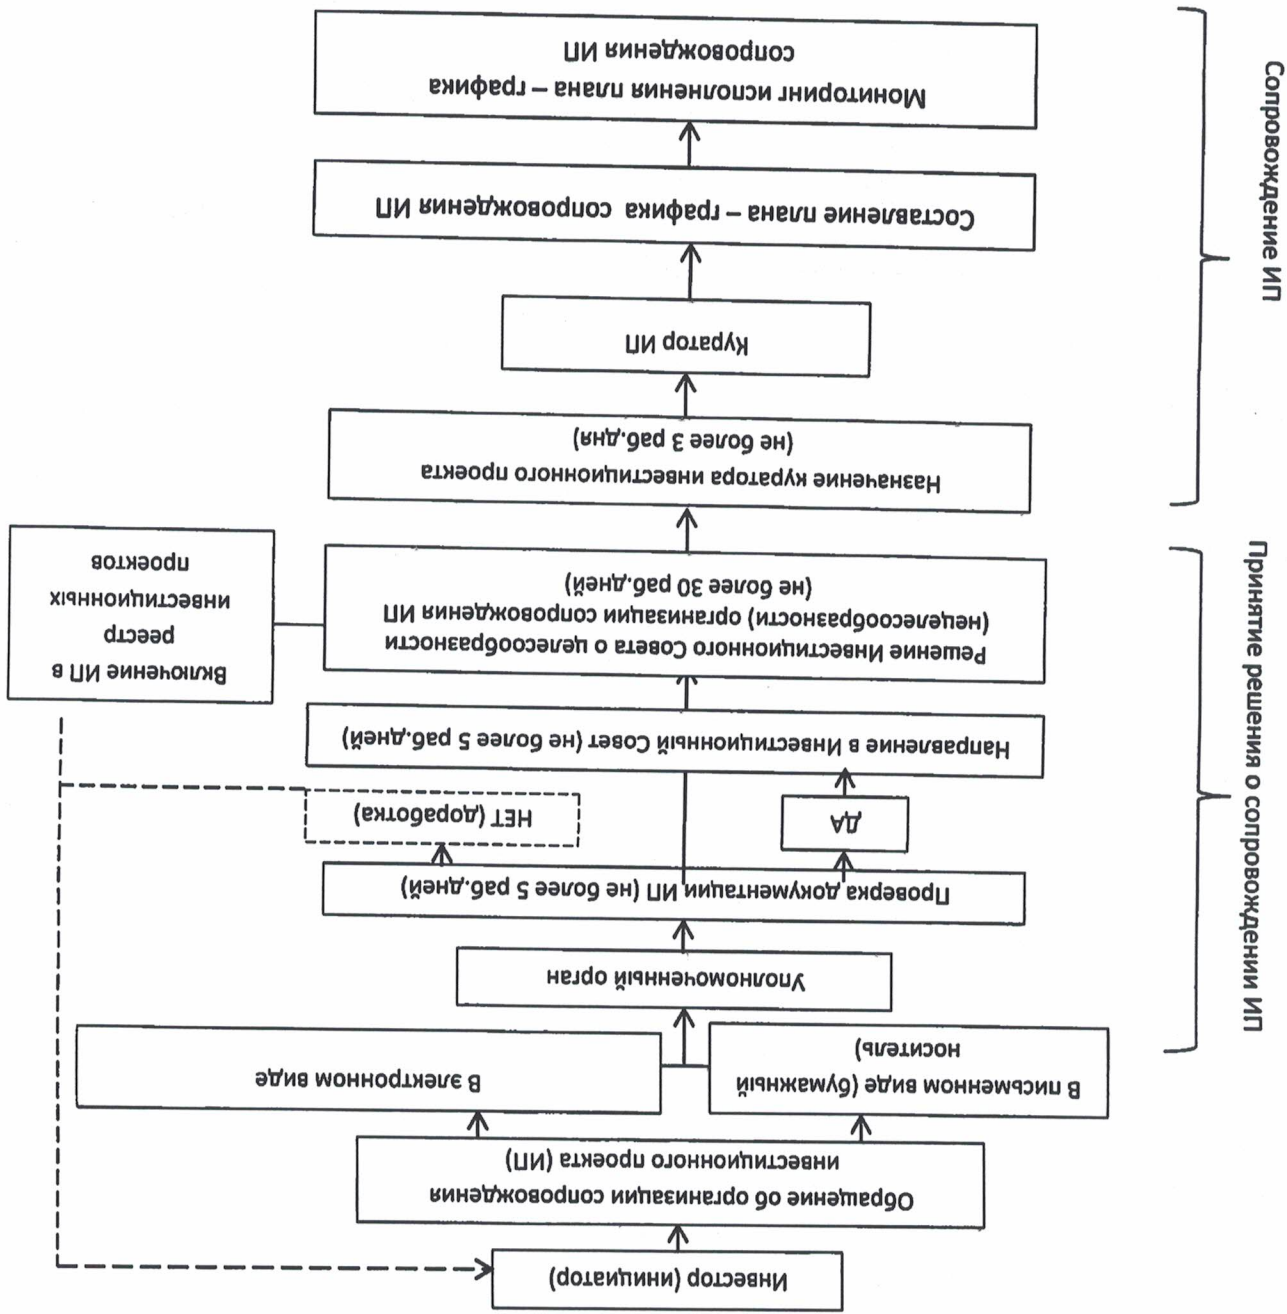 Инвестор (инициатор)
Обращение об организации сопровождения
инвестиционного проекта (ИП)
В письменном виде (бумажный
носитель)
В электронном виде
Уполномоченный орган
Проверка документации ИП (не более 5 раб.дней)
ДА
НЕТ (доработка)
Направление в Инвестиционный Совет (не более 5 раб.дней)
Решение Инвестиционного Совета о целесообразности
(нецелесообразности) организации сопровождения ИП
(не более 30 раб.дней)
Включение ИП в
реестр
инвестиционных
проектов
Назначение куратора инвестиционного проекта
(не более 3 раб.дня)
Куратор ИП
Составление плана – графика сопровождения ИП
Мониторинг исполнения плана – графика
сопровождения ИП
Принятие решения о сопровождении ИП
Сопровождение ИП